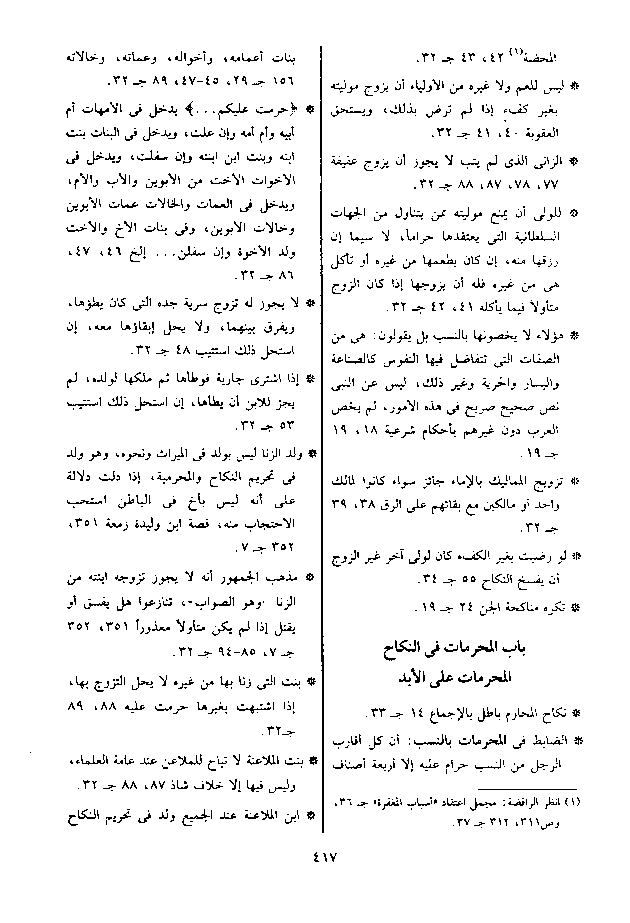 المحضة(١) ٤٢، ٤٣ جـ ٣٢.
* ليس للعم ولا غيره من الأولياء أن يزوج موليته
بغير كفء إذا لم ترض بذلك، ويستحق
العقوبة ٤٠، ٤١ جـ ٣٢.
* الزانى الذى لم يتب لا يجوز أن يزوج عفيفة
٧٧، ٧٨، ٨٧، ٨٨ جـ ٣٢.
* للولى أن يمنع موليته ممن يتناول من الجهات
السلطانية التى يعتقدها حراماً، لا سيما إن
رزقها منه، إن كان يطعمها من غيره أو تأكل
هى من غيره فله أن يزوجها إذا كان الزوج
متأولاً فيما يأكله ٤١، ٤٢ جـ ٣٢.
* هؤلاء لا يخصونها بالنسب بل يقولون: هى من
الصفات التى تتفاضل فيها النفوس كالصناعة
واليسار والحرية وغير ذلك، ليس عن النبى
نص صحيح صريح فى هذه الأمور، لم يخص
العرب دون غيرهم بأحكام شرعية ١٨، ١٩
جـ ١٩.
* تزويج المماليك بالإماء جائز سواء كانوا لمالك
واحد أو مالكين مع بقائهم على الرق ٣٨، ٣٩
جـ ٣٢.
* لو رضيت بغير الكفء كان لولى آخر غير الزوج
أن يفسخ النكاح ٥٥ جـ ٣٤.
* تكره مناكحة الجن ٢٤ جـ ١٩.
باب المحرمات فى النكاح
المحرمات على الأبد
* نكاح المحارم باطل بالإجماع ١٤ جـ ٣٣.
* الضابط فى المحرمات بالنسب: أن كل أقارب
الرجل من النسب حرام عليه إلا أربعة أصناف
(١) انظر الرافضة: مجمل اعتقاد «أسباب المغفرة» جـ ٣٦،
وص٣١١، ٣١٢ جـ ٣٧.
بنات أعمامه، وأخواله، وعماته، وخالاته
١٥٦ جـ ٢٩، ٤٥-٤٧، ٨٩ جـ ٣٢.
* ﴿حرمت عليكم...﴾ يدخل فى الأمهات أم
أبيه وأم أمه وإن علت، ويدخل فى البنات بنت
ابنه وبنت ابن ابنته وإن سفلت، ويدخل فى
الأخوات الأخت من الأبوين والأب والأم،
ويدخل فى العمات والخالات عمات الأبوين
وخالات الأبوين، وفى بنات الأخ والأخت
ولد الأخوة وإن سفلن... إلخ ٤٦، ٤٧،
٨٦ جـ ٣٢.
* لا يجوز له تزوج سرية جده التى كان يطؤها،
ويفرق بينهما، ولا يحل إبقاؤها معه، إن
استحل ذلك استتيب ٤٨ جـ ٣٢.
* إذا اشترى جارية فوطأها ثم ملكها لولده، لم
يجز للابن أن يطأها، إن استحل ذلك استتيب
٥٣ جـ ٣٢.
* ولد الزنا ليس بولد فى الميراث ونحوه، وهو ولد
فى تحريم النكاح والمحرمية، إذا دلت دلالة
على أنه ليس بأخ فى الباطن استحب
الاحتجاب منه، قصة ابن وليدة زمعة ٣٥١،
٣٥٢ جـ ٧.
* مذهب الجمهور أنه لا يجوز تزوجه ابنته من
الزنا -وهو الصواب-، تنازعوا هل يفسق أو
يقتل إذا لم يكن متأولاً معذوراً ٣٥١، ٣٥٢
جـ ٧، ٨٥-٩٤ جـ ٣٢.
* بنت التى زنا بها من غيره لا يحل التزوج بها،
إذا اشتبهت بغيرها حرمت عليه ٨٨، ٨٩
جـ٣٢.
* بنت الملاعنة لا تباح للملاعن عند عامة العلماء،
وليس فيها إلا خلاف شاذ ٨٧، ٨٨ جـ ٣٢.
* ابن الملاعنة عند الجميع ولد فى تحريم النكاح
٤١٧